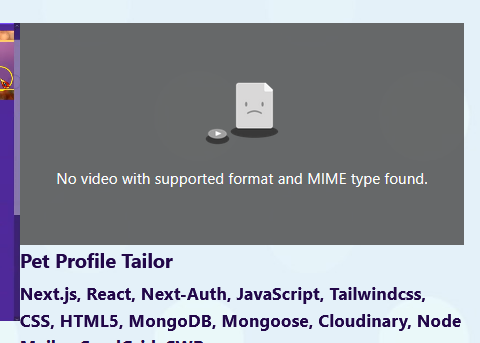 No video with supported format and MIME type found.
Pet Profile Tailor
Next.js, React, Next-Auth, JavaScript, Tailwindcss,
CSS, HTML5, MongoDB, Mongoose, Cloudinary, Node